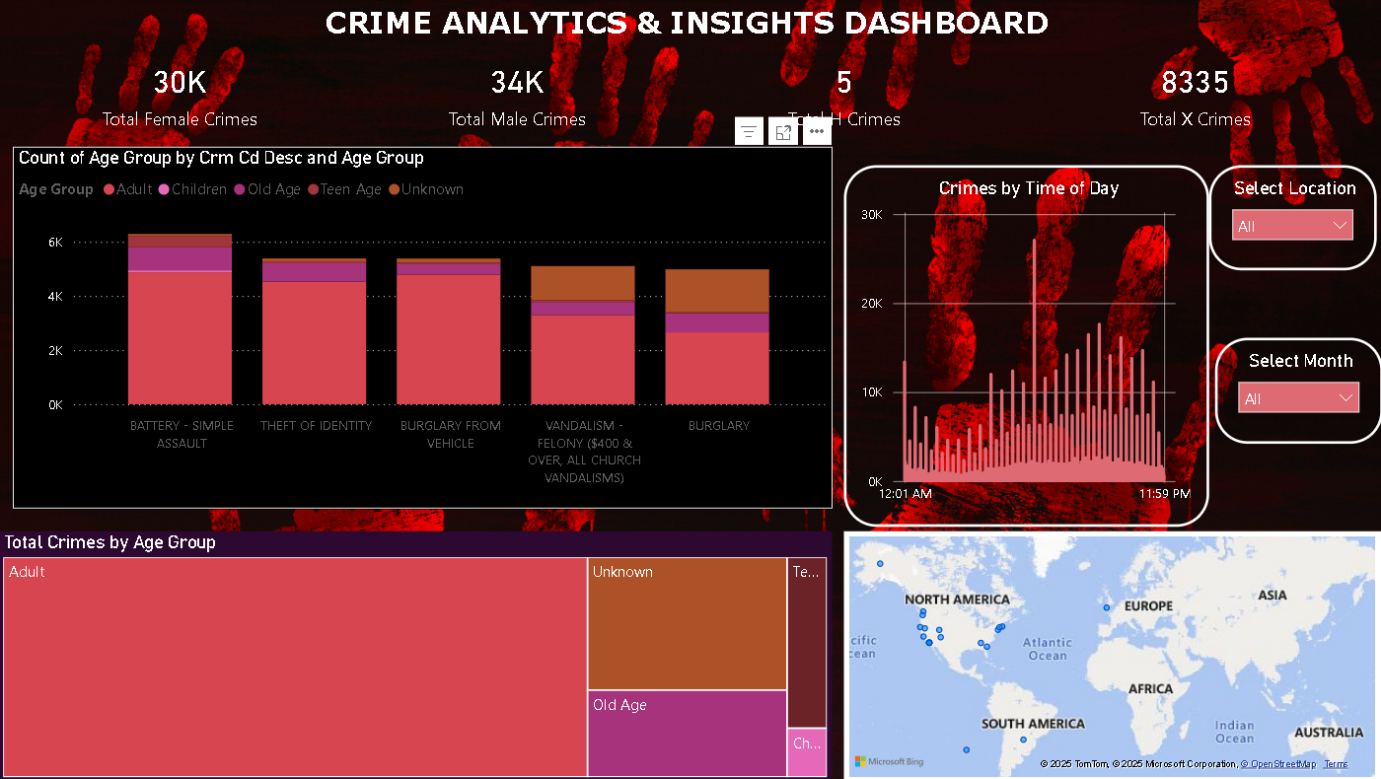 CRIME ANALYTICS & INSIGHTS DASHBOARD
30K
Total Female Crimes
34K
Total Male Crimes
5
Total H Crimes
8335
Total X Crimes
Count of Age Group by Crm Cd Desc and Age Group
Age Group Adult Children Old Age Teen Age Unknown
6K
4K
2K
0K
BATTERY - SIMPLE
ASSAULT
THEFT OF IDENTITY
BURGLARY FROM
VEHICLE
VANDALISM -
FELONY ($400 &
OVER, ALL CHURCH
VANDALISMS)
BURGLARY
Crimes by Time of Day
30K
20K
10K
0K
12:01 AM
11:59 PM
Select Location
All
Select Month
All
Total Crimes by Age Group
Adult
Unknown
Te...
Old Age
Ch...
NORTH AMERICA
EUROPE
ASIA
cific
cean
Atlantic
Ocean
AFRICA
SOUTH AMERICA
Indian
Ocean
AUSTRALIA
Microsoft Bing
© 2025 TomTom, © 2025 Microsoft Corporation, © OpenStreetMap Terms